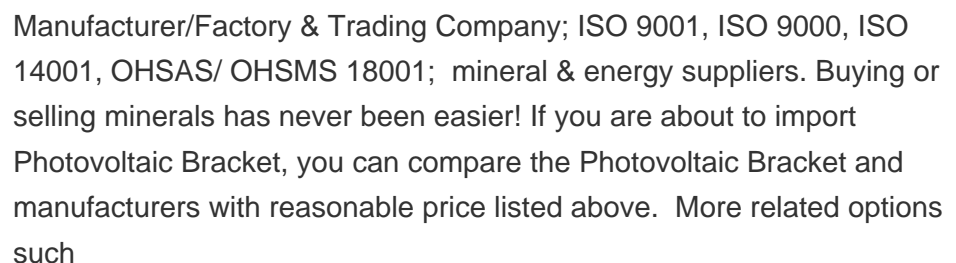 Manufacturer/Factory & Trading Company; ISO 9001, ISO 9000, ISO
14001, OHSAS/ OHSMS 18001;  mineral & energy suppliers. Buying or
selling minerals has never been easier! If you are about to import
Photovoltaic Bracket, you can compare the Photovoltaic Bracket and
manufacturers with reasonable price listed above.  More related options
such